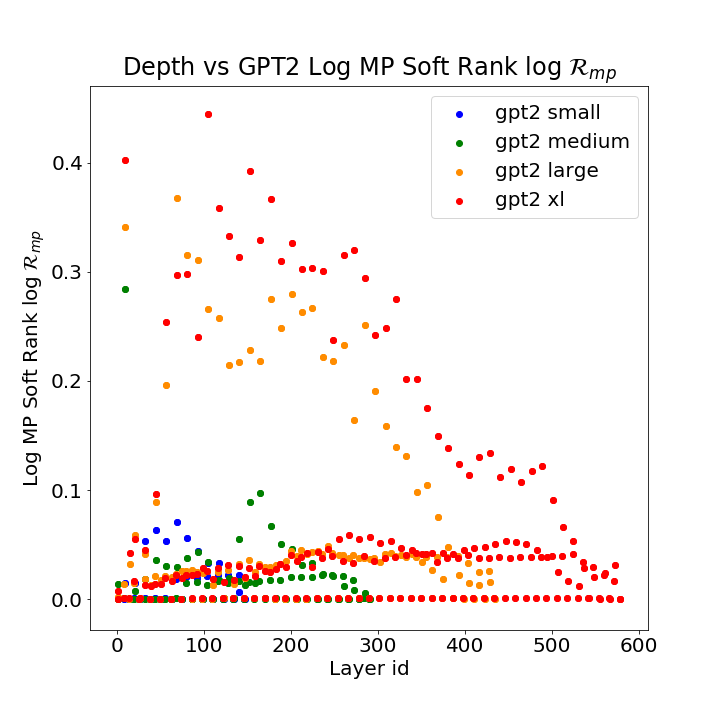 Depth vs GPT2 Log MP Soft Rank log ℛmp
gpt2 small
gpt2 medium
gpt2 large
gpt2 xl
Log MP Soft Rank log ℛmp
0.4
0.3
0.2
0.1
0.0
0 100 200 300 400 500 600
Layer id